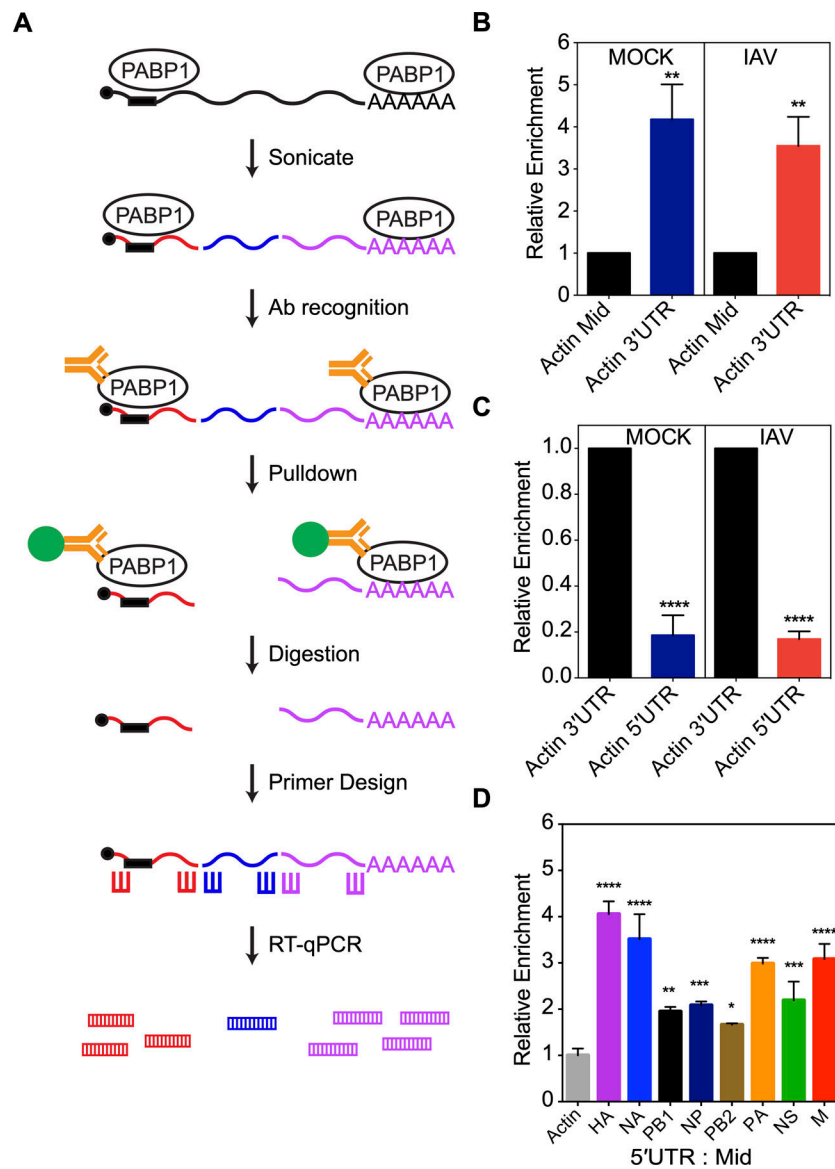 A
PABP1 PABP1
AAAAAA
Sonicate
PABP1 PABP1
AAAAAA
Ab recognition
PABP1 PABP1
AAAAAA
Pulldown
PABP1 PABP1
AAAAAA
Digestion
AAAAAA
Primer Design
AAAAAA
RT-qPCR
B
MOCK IAV
** **
Relative Enrichment
6
5
4
3
2
1
0
Actin Mid
Actin 3'UTR
Actin Mid
Actin 3'UTR
C
MOCK IAV
**** ****
Relative Enrichment
1.0
0.8
0.6
0.4
0.2
0.0
Actin 3'UTR
Actin 5'UTR
Actin 3'UTR
Actin 5'UTR
D
Relative Enrichment
6
5
4
3
2
1
0
**** **** ** *** * **** *** ****
Actin HA NA PB1 NP PB2 PA NS M
5'UTR : Mid